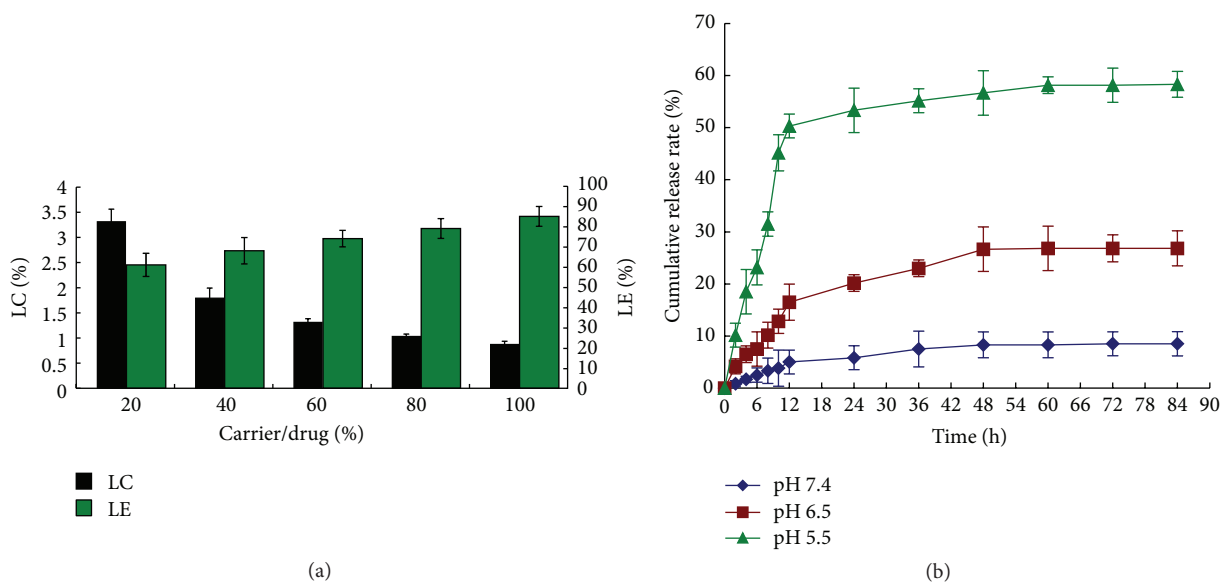 4
3.5
3
2.5
2
1.5
1
0.5
0
LC (%)
100
90
80
70
60
50
40
30
20
10
0
LE (%)
20 40 60 80 100
Carrier/drug (%)
LC
LE
(a)
70
60
50
40
30
20
10
0
Cumulative release rate (%)
0 6 12 18 24 30 36 42 48 54 60 66 72 78 84 90
Time (h)
pH 7.4
pH 6.5
pH 5.5
(b)